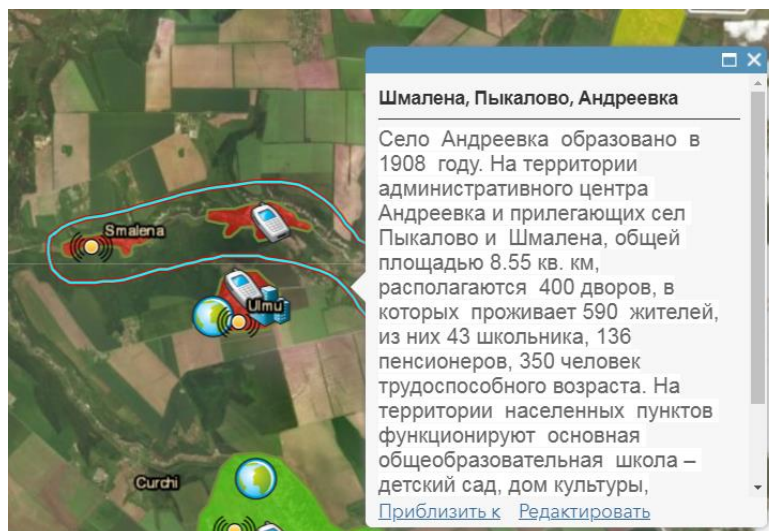 Шмалена, Пыкалово, Андреевка
Село Андреевка образовано в
1908 году. На территории
административного центра
Андреевка и прилегающих сел
Пыкалово и Шмалена, общей
площадью 8.55 кв. км,
располагаются 400 дворов, в
которых проживает 590 жителей,
из них 43 школьника, 136
пенсионеров, 350 человек
трудоспособного возраста. На
территории населенных пунктов
функционируют основная
общеобразовательная школа –
детский сад, дом культуры,
Приблизить к Редактировать
Smalena
Ulmu
Curchi